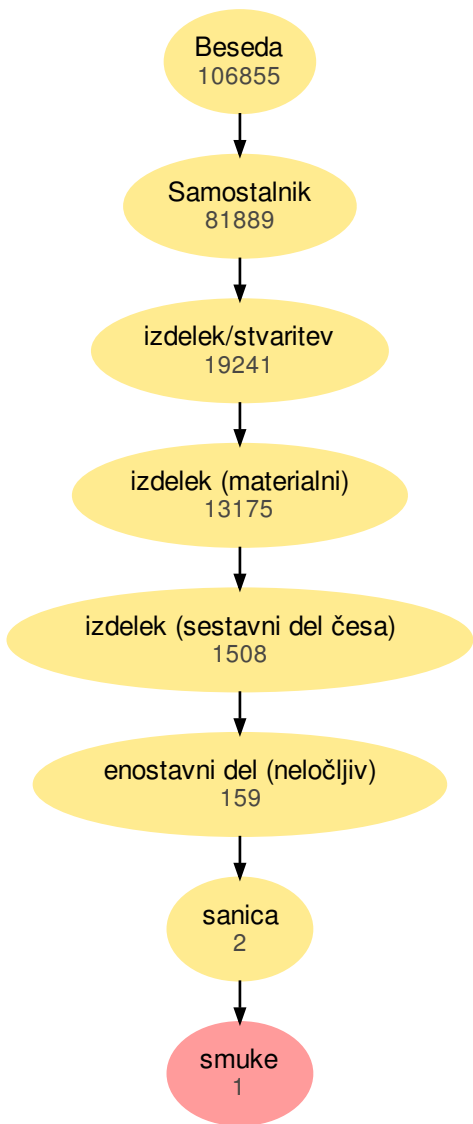 Beseda
106855
Samostalnik
81889
izdelek/stvaritev
19241
izdelek (materialni)
13175
izdelek (sestavni del česa)
1508
enostavni del (neločljiv)
159
sanica
2
smuke
1